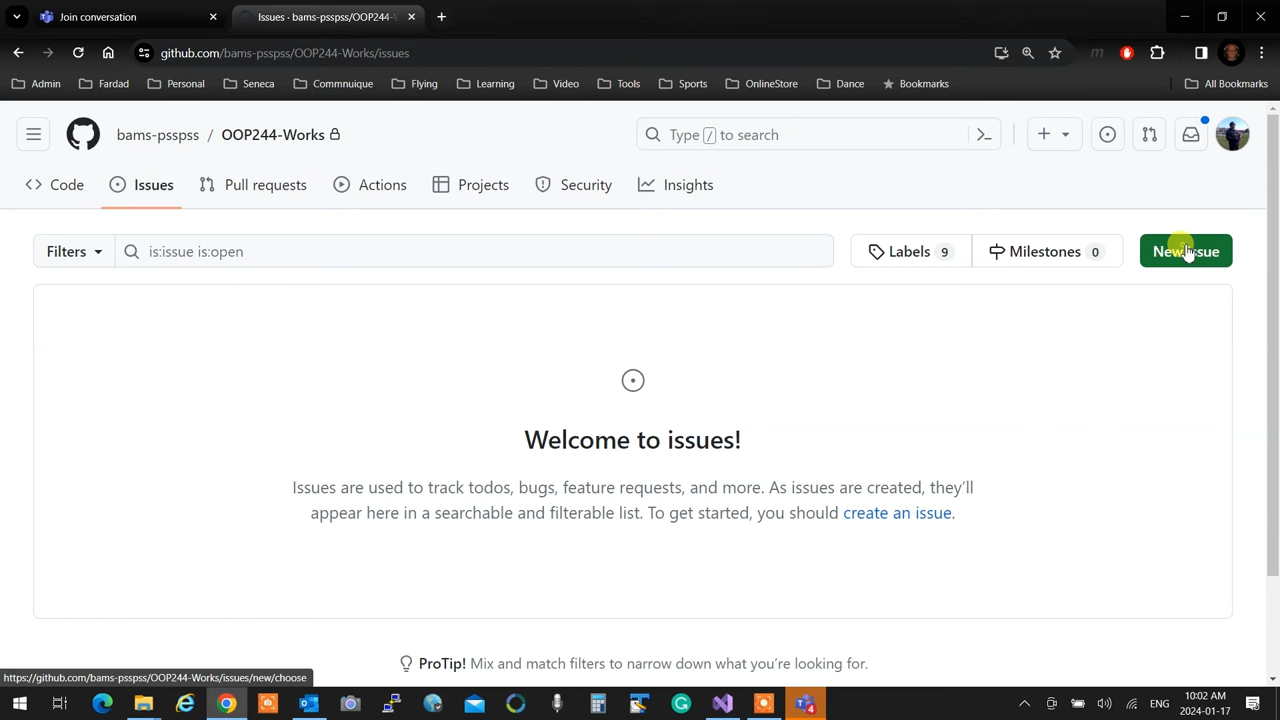 Join conversation
Issues · bams-psspss/OOP244-W
github.com/bams-psspss/OOP244-Works/issues
Admin Fardad Personal Seneca Commnuique Flying Learning Video Tools Sports OnlineStore Dance Bookmarks All Bookmarks
bams-psspss / OOP244-Works
Type / to search
Code Issues Pull requests Actions Projects Security Insights
Filters is:issue is:open Labels 9 Milestones 0 New issue
Welcome to issues!
Issues are used to track todos, bugs, feature requests, and more. As issues are created, they'll
appear here in a searchable and filterable list. To get started, you should create an issue.
ProTip! Mix and match filters to narrow down what you're looking for.
https://github.com/bams-psspss/OOP244-Works/issues/new/choose
ENG
10:02 AM
2024-01-17